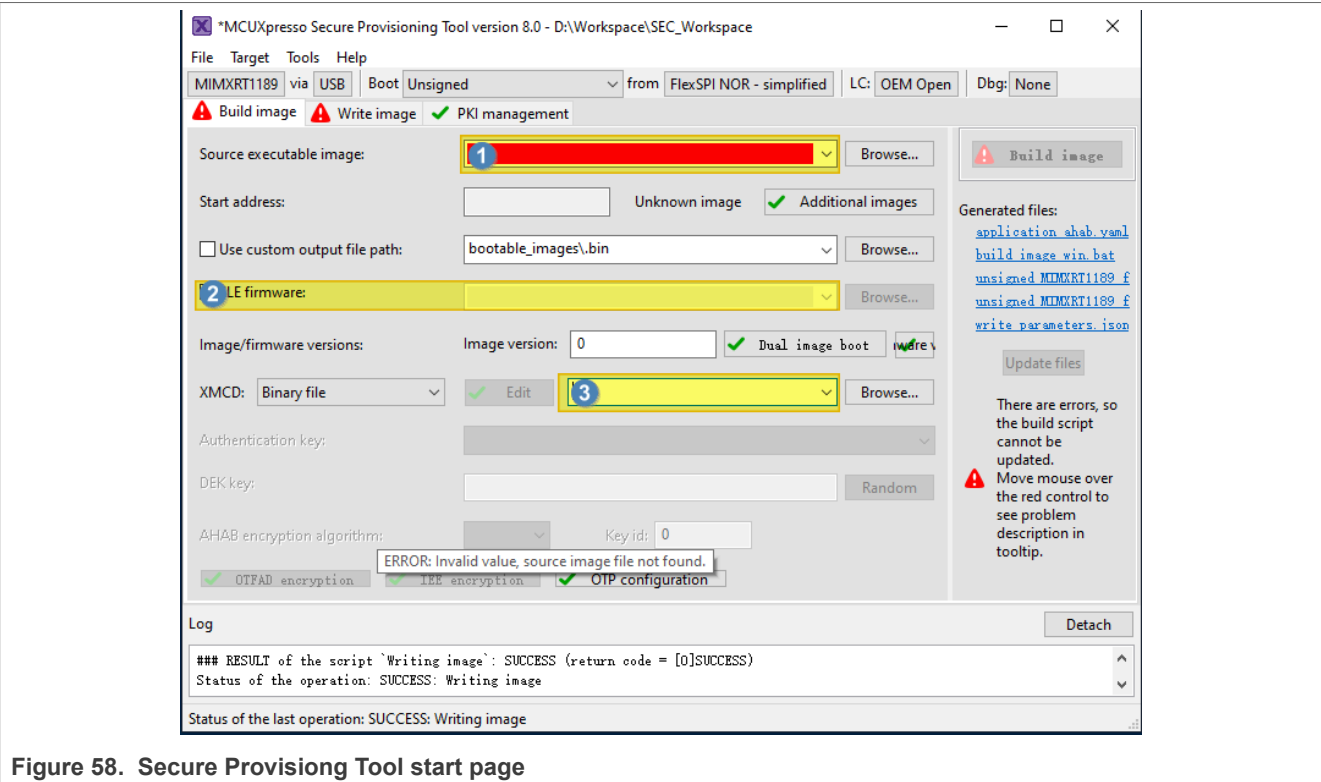 *MCUXpresso Secure Provisioning Tool version 8.0 - D:\Workspace\SEC_Workspace
File Target Tools Help
MIMXRT1189 via USB Boot Unsigned from FlexSPI NOR - simplified LC: OEM Open Dbg: None
Build image Write image PKI management
Source executable image: 1 Browse... Build image
Start address: Unknown image Additional images
Generated files:
application_ahab.yaml
Use custom output file path: bootable_images\.bin Browse...
build_image_win.bat
unsigned_MIMXRT1189_f
2 LE firmware: Browse...
unsigned_MIMXRT1189_f
write_parameters.json
Image/firmware versions: Image version: 0 Dual image boot ware v
Update files
XMCD: Binary file Edit 3 Browse...
There are errors, so
the build script
cannot be
updated.
Move mouse over
the red control to
see problem
description in
tooltip.
Authentication key:
DEK key: Random
AHAB encryption algorithm: Key id: 0
ERROR: Invalid value, source image file not found.
OTFAD encryption IEE encryption OTP configuration
Log Detach
### RESULT of the script `Writing image`: SUCCESS (return code = [0]SUCCESS)
Status of the operation: SUCCESS: Writing image
Status of the last operation: SUCCESS: Writing image
Figure 58. Secure Provisiong Tool start page